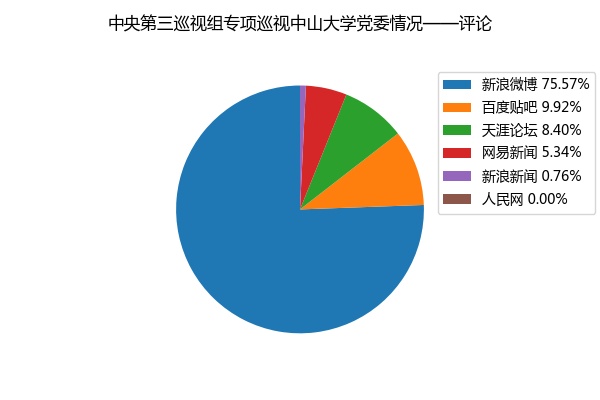 中央第三巡视组专项巡视中山大学党委情况——评论
新浪微博 75.57%
百度贴吧 9.92%
天涯论坛 8.40%
网易新闻 5.34%
新浪新闻 0.76%
人民网 0.00%